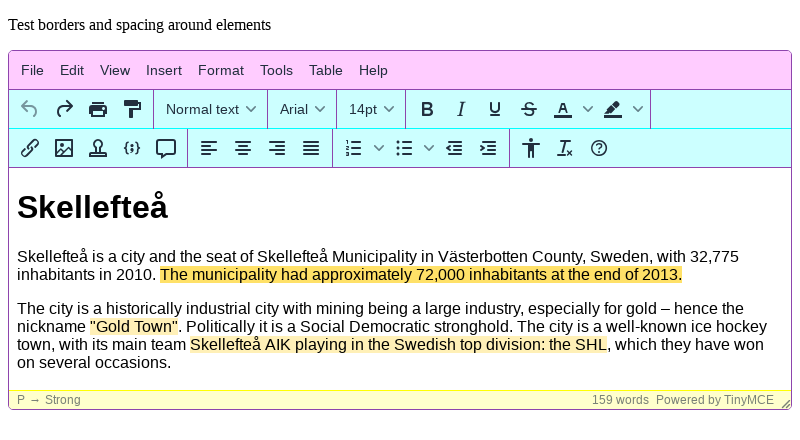 Test borders and spacing around elements
File Edit View Insert Format Tools Table Help
Normal text Arial 14pt B I U S A
Skellefteå
Skellefteå is a city and the seat of Skellefteå Municipality in Västerbotten County, Sweden, with 32,775
inhabitants in 2010. The municipality had approximately 72,000 inhabitants at the end of 2013.
The city is a historically industrial city with mining being a large industry, especially for gold – hence the
nickname "Gold Town". Politically it is a Social Democratic stronghold. The city is a well-known ice hockey
town, with its main team Skellefteå AIK playing in the Swedish top division: the SHL, which they have won
on several occasions.
P → Strong 159 words Powered by TinyMCE